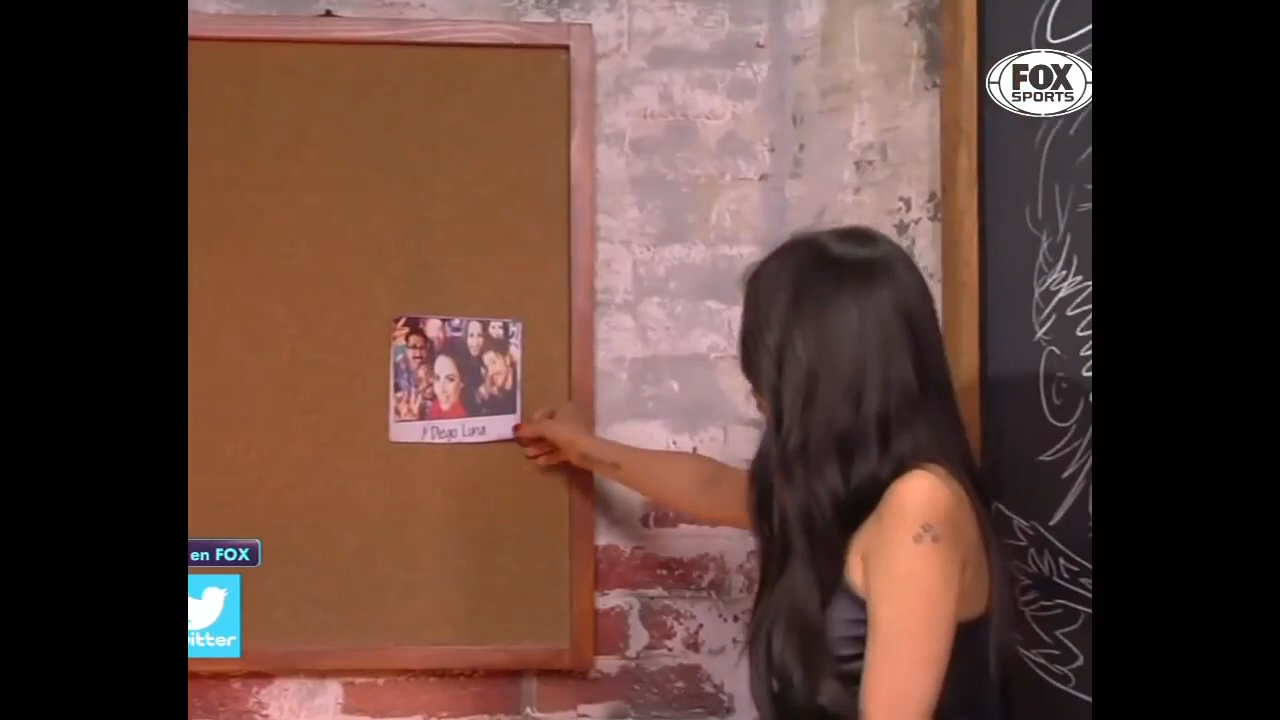 FOX
SPORTS
Diego Luna
en FOX
itter